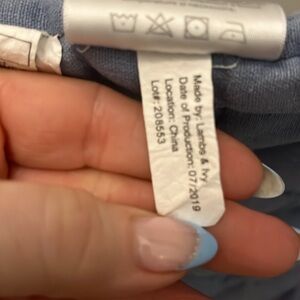 Made by: Lambs & Ivy
Date of Production: 07/2019
Location: China
Lot#: 208553